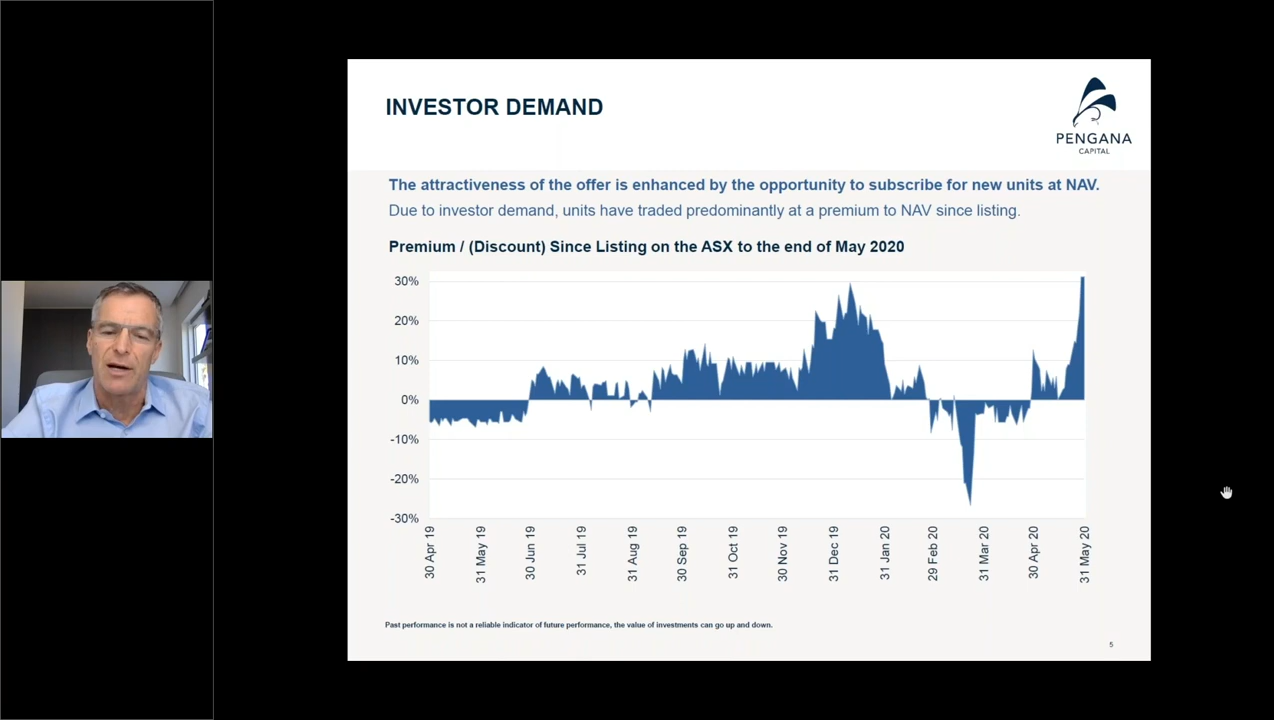 INVESTOR DEMAND
PENGANA
CAPITAL
The attractiveness of the offer is enhanced by the opportunity to subscribe for new units at NAV.
Due to investor demand, units have traded predominantly at a premium to NAV since listing.
Premium / (Discount) Since Listing on the ASX to the end of May 2020
30%
20%
10%
0%
-10%
-20%
-30%
30 Apr 19
31 May 19
30 Jun 19
31 Jul 19
31 Aug 19
30 Sep 19
31 Oct 19
30 Nov 19
31 Dec 19
31 Jan 20
29 Feb 20
31 Mar 20
30 Apr 20
31 May 20
Past performance is not a reliable indicator of future performance, the value of investments can go up and down.
5